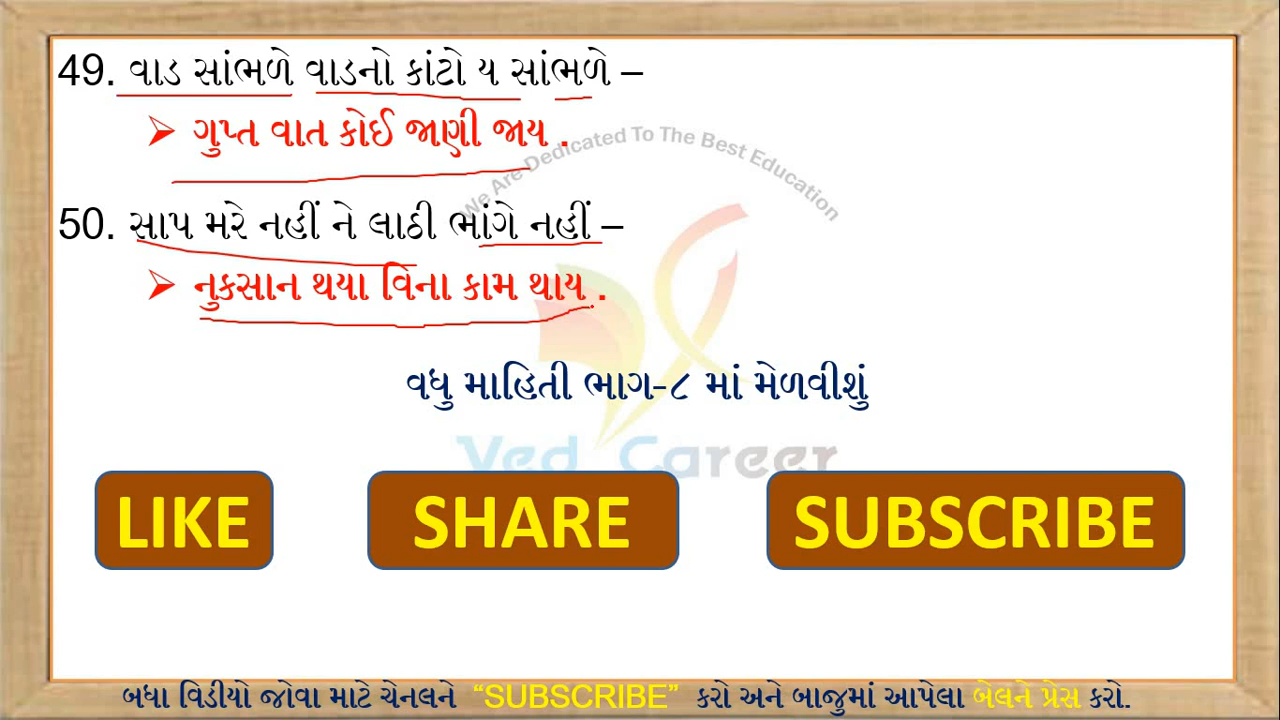 49. વાડ સાંભળે વાડનો કાંટો ય સાંભળે –
➢ ગુપ્ત વાત કોઈ જાણી જાય .
We Are Dedicated To The Best Education
50. સાપ મરે નહીં ને લાઠી ભાંગે નહીં –
➢ નુકસાન થયા વિના કામ થાય .
વધુ માહિતી ભાગ-૮ માં મેળવીશું
Ved Career
LIKE SHARE SUBSCRIBE
બધા વિડીયો જોવા માટે ચેનલને “SUBSCRIBE” કરો અને બાજુમાં આપેલા બેલને પ્રેસ કરો.